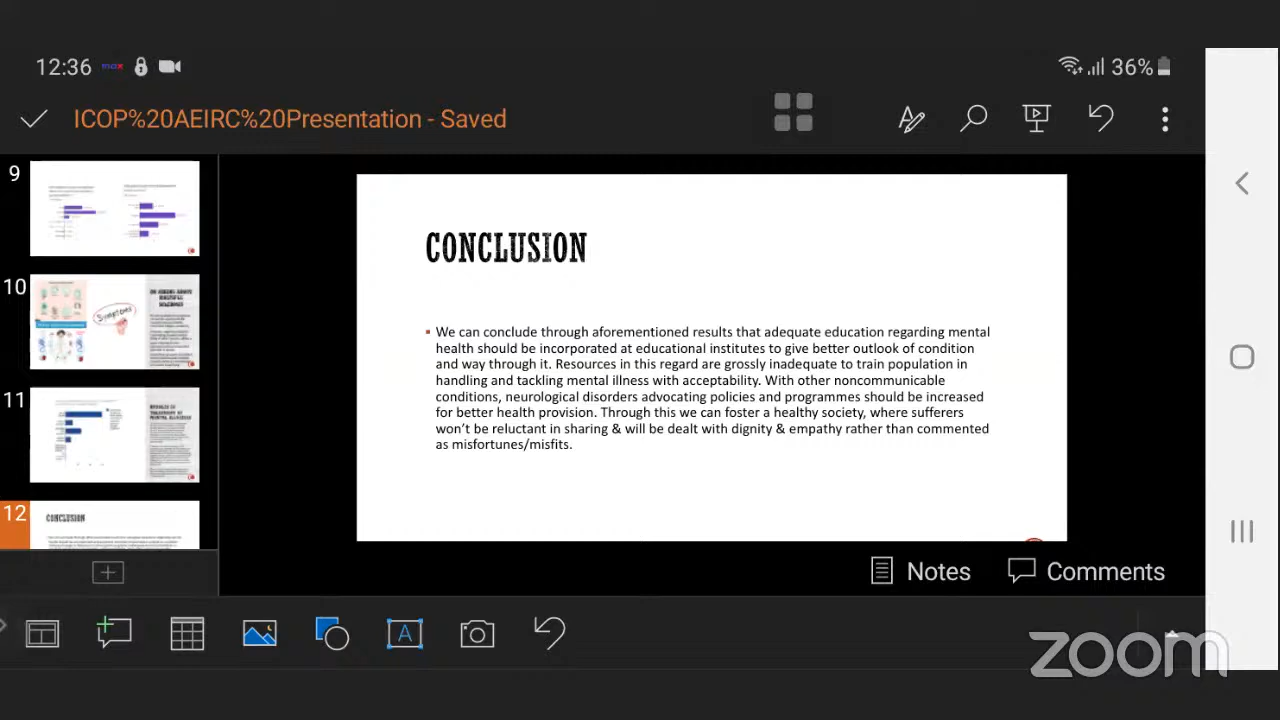 12:36
36%
ICOP%20AEIRC%20Presentation - Saved
9
10
Symptoms
11
12
CONCLUSION
CONCLUSION
▪ We can conclude through aforementioned results the adequate education regarding mental
health should be incorporated at educational institutes to give better outlook of condition
and way through it. Resources in this regard are grossly inadequate to train population in
handling and tackling mental illness with acceptability. With other noncommunicable
conditions, neurological disorders advocating policies and programmes should be increased
for better health provision. Through this we can foster a healthy society, where sufferers
won't be reluctant in sharing & will be dealt with dignity & empathy rather than commented
as misfortunes/misfits.
Notes
Comments
A
zoom